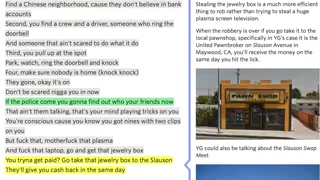 Find a Chinese neighborhood, cause they don't believe in bank
accounts
Second, you find a crew and a driver, someone who ring the
doorbell
And someone that ain't scared to do what it do
Third, you pull up at the spot
Park, watch, ring the doorbell and knock
Four, make sure nobody is home (knock knock)
They gone, okay it's on
Don't be scared nigga you in now
If the police come you gonna find out who your friends now
That ain't them talking, that's your mind playing tricks on you
You're conscious cause you know you got nines with two clips
on you
But fuck that, motherfuck that plasma
And fuck that laptop, go and get that jewelry box
You tryna get paid? Go take that jewelry box to the Slauson
They'll give you cash back in the same day
Stealing the jewelry box is a much more efficient
thing to rob rather than trying to steal a huge
plasma screen television.
When the robbery is over if you go take it to the
local pawnshop, specifically in YG's case it is the
United Pawnbroker on Slauson Avenue in
Maywood, CA, you'll receive the money on the
same day you hit the lick.
PAWN SHOP
YG could also be talking about the Slauson Swap
Meet.